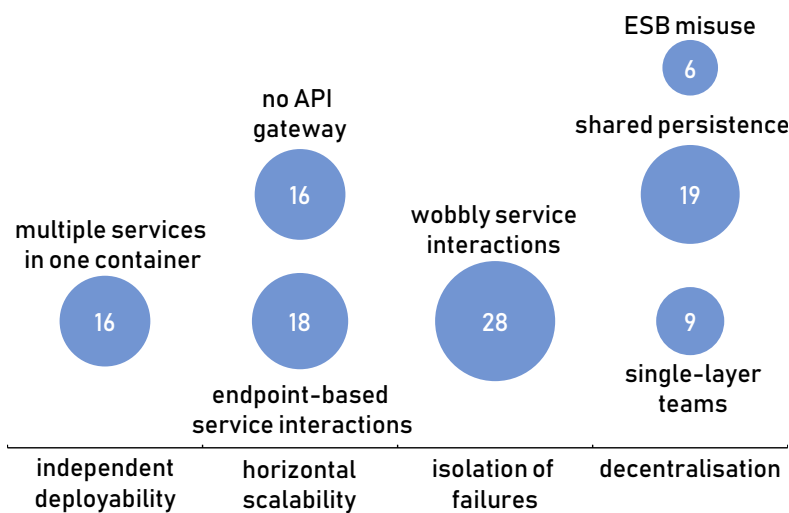 ESB misuse
6
no API
gateway
shared persistence
16
19
multiple services
in one container
wobbly service
interactions
16
18
28
9
endpoint-based
service interactions
single-layer
teams
independent
deployability
horizontal
scalability
isolation of
failures
decentralisation